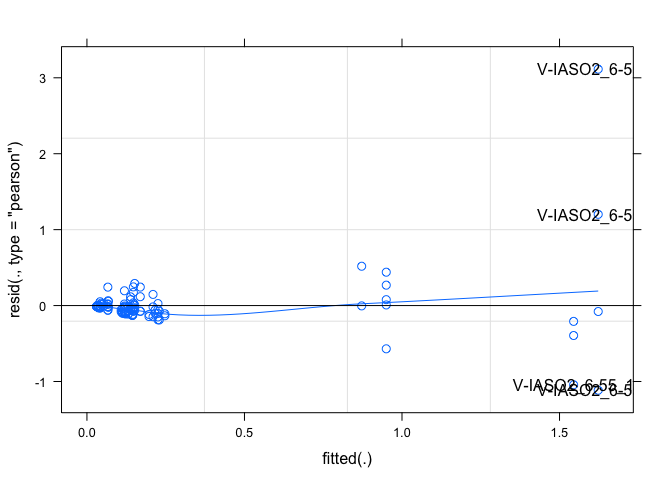 V-IASO2_6-5
3
2
V-IASO2_6-5
1
0
-1
V-IASO2_6-5
resid(., type = "pearson")
0.0
0.5
1.0
1.5
fitted(.)